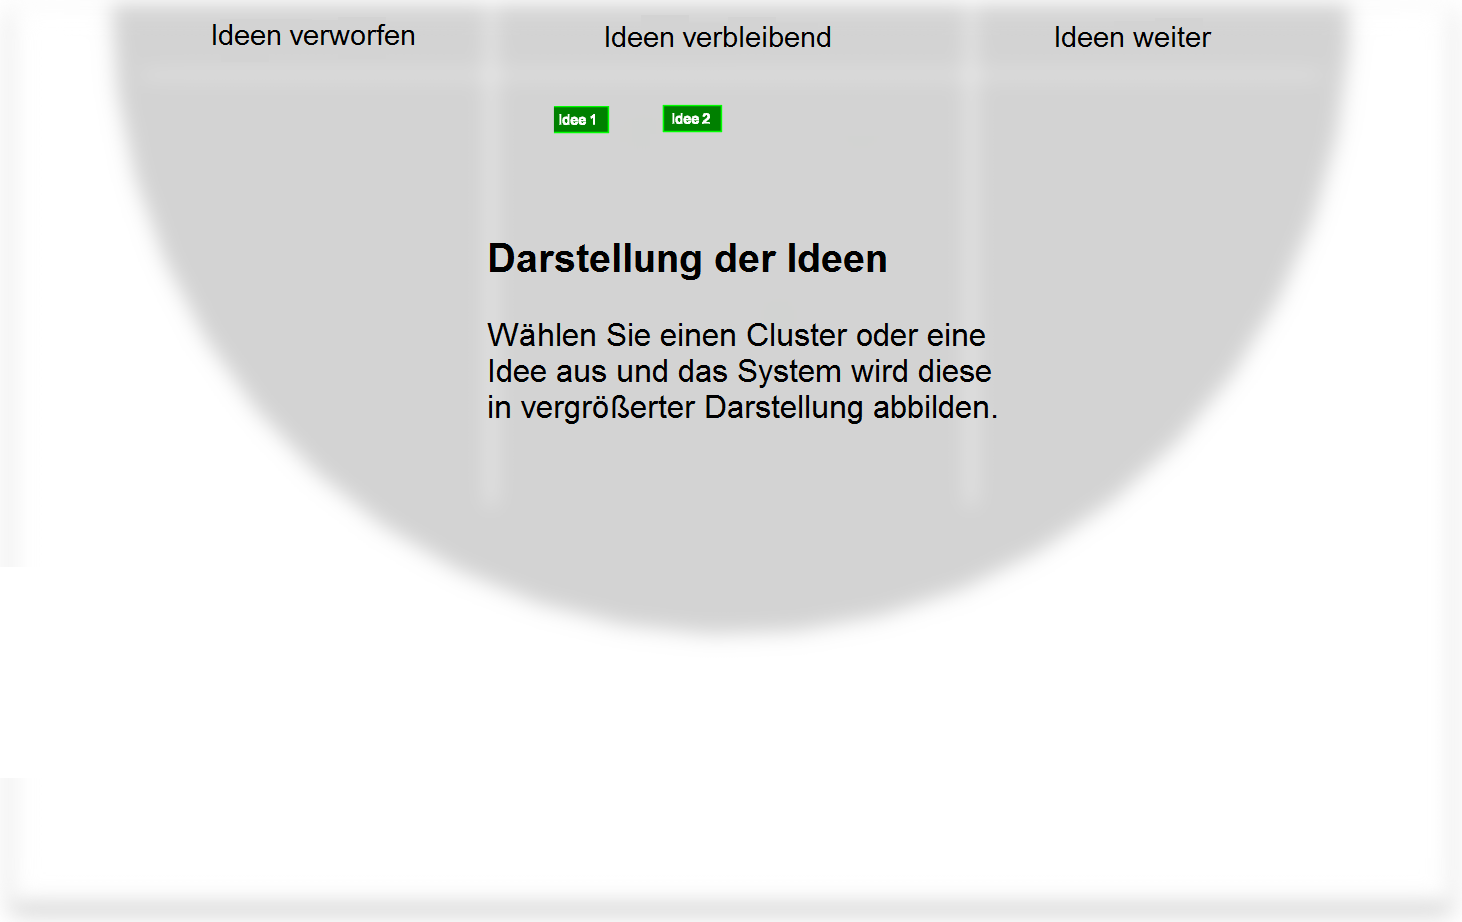 Ideen verworfen Ideen verbleibend Ideen weiter
Idee 1 Idee 2
Darstellung der Ideen
Wählen Sie einen Cluster oder eine
Idee aus und das System wird diese
in vergrößerter Darstellung abbilden.